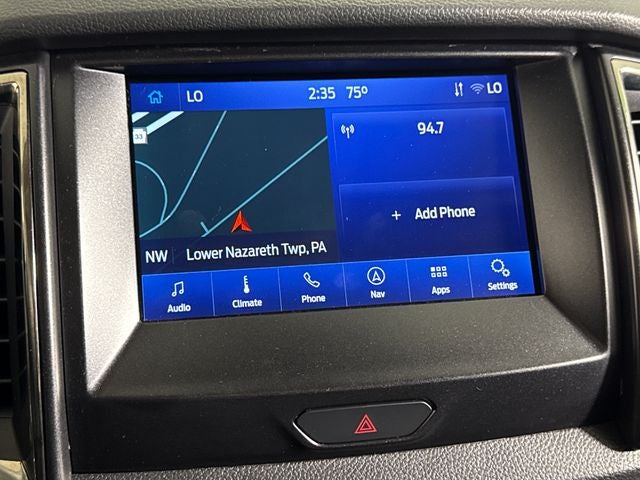 LO 2:35 75° LO
33
94.7
+ Add Phone
NW Lower Nazareth Twp, PA
Audio Climate Phone Nav Apps Settings